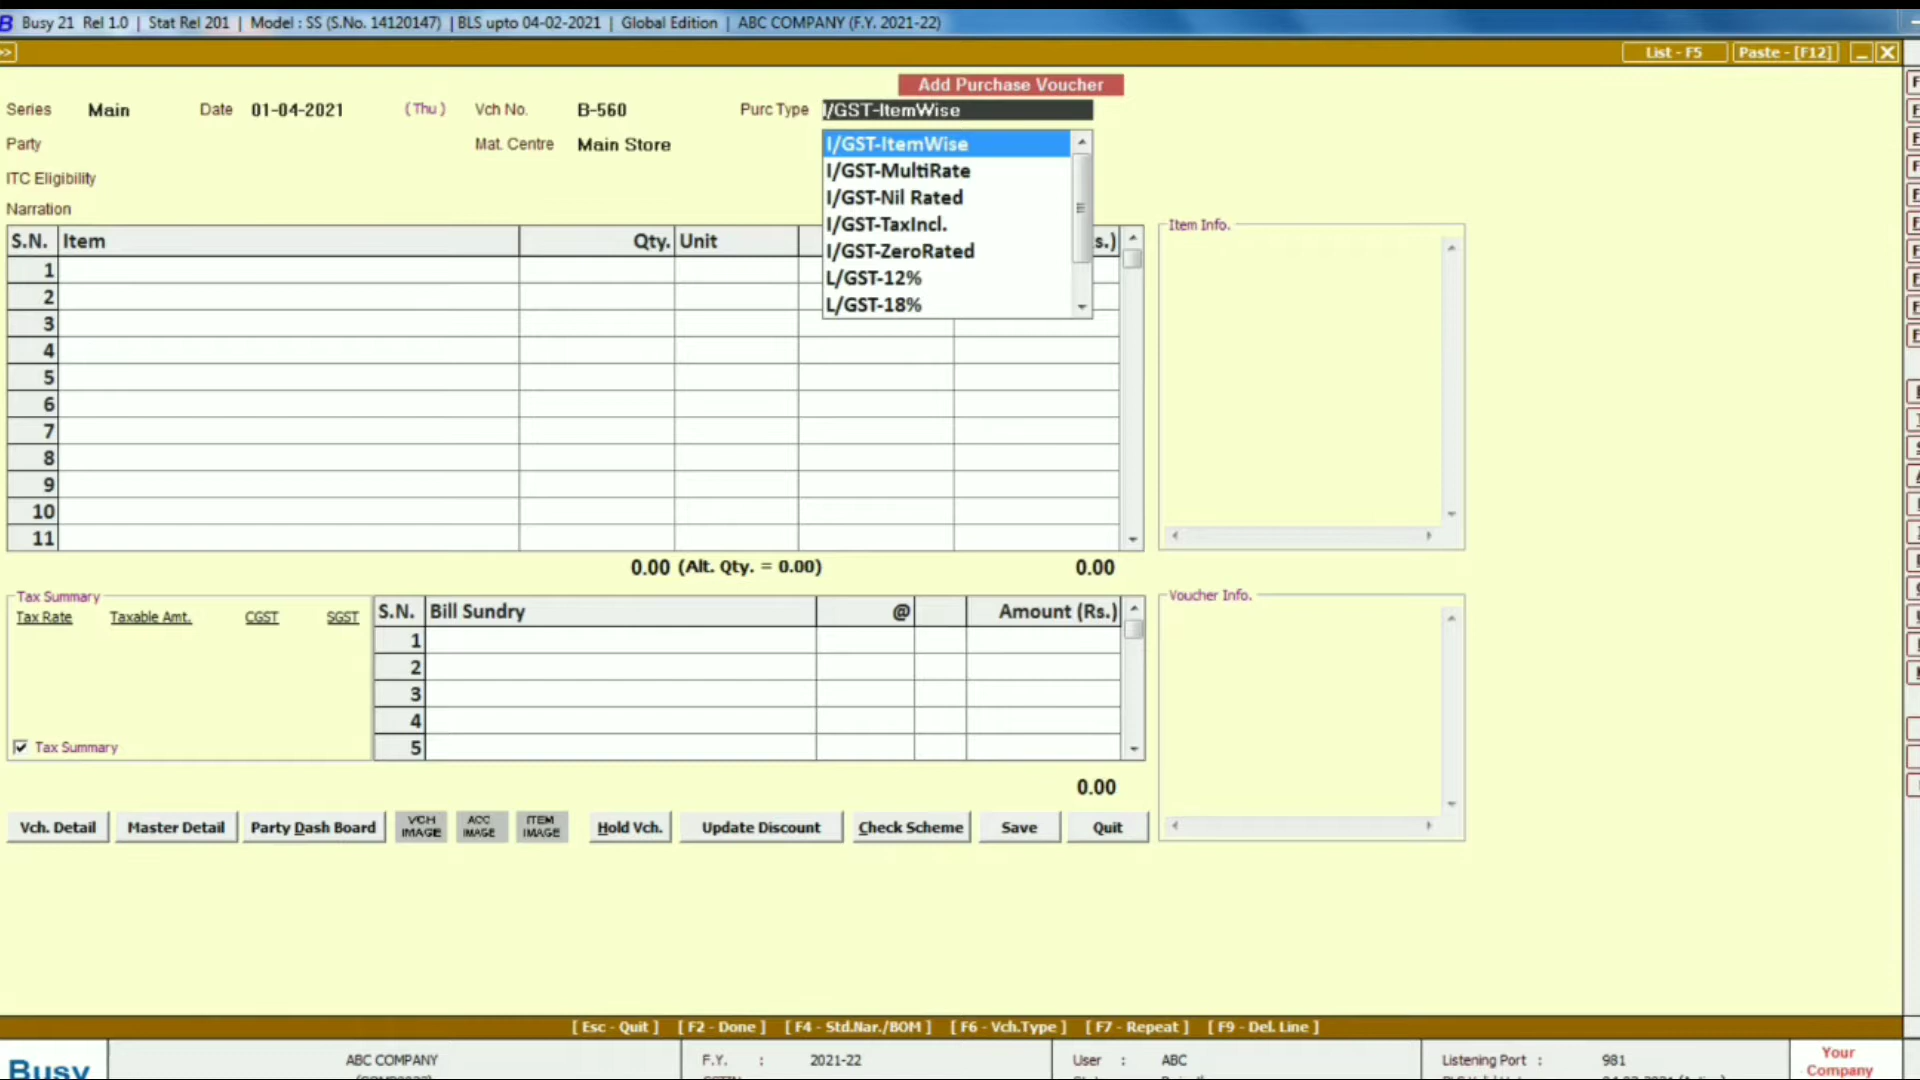 Busy 21 Rel 1.0 | Stat Rel 201 | Model : SS (S.No. 14120147) | BLS upto 04-02-2021 | Global Edition | ABC COMPANY (F.Y. 2021-22)
>> List - F5 Paste - [F12]
Add Purchase Voucher
Series Main Date 01-04-2021 (Thu) Vch No. B-560 Purc Type I/GST-ItemWise
Party Mat. Centre Main Store
ITC Eligibility
Narration
I/GST-ItemWise
I/GST-MultiRate
I/GST-Nil Rated
I/GST-TaxIncl.
I/GST-ZeroRated
L/GST-12%
L/GST-18%
S.N. Item Qty. Unit s.)
1
2
3
4
5
6
7
8
9
10
11
0.00 (Alt. Qty. = 0.00) 0.00
Item Info.
Tax Summary
Tax Rate Taxable Amt. CGST SGST
Tax Summary
S.N. Bill Sundry @ Amount (Rs.)
1
2
3
4
5
0.00
Voucher Info.
Vch. Detail Master Detail Party Dash Board VCH IMAGE ACC IMAGE ITEM IMAGE Hold Vch. Update Discount Check Scheme Save Quit
[ Esc - Quit ] [ F2 - Done ] [ F4 - Std.Nar./BOM ] [ F6 - Vch.Type ] [ F7 - Repeat ] [ F9 - Del. Line ]
Busy ABC COMPANY F.Y. : 2021-22 User : ABC Listening Port : 981 Your Company